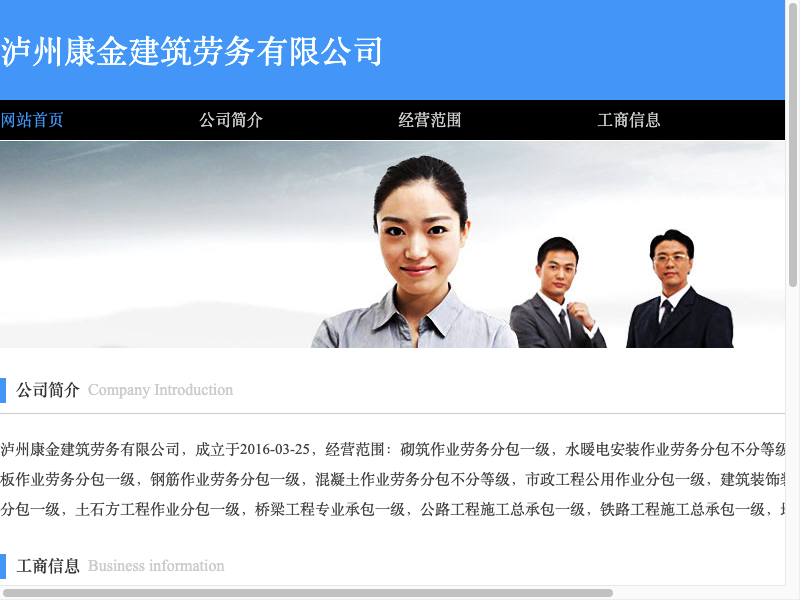 泸州康金建筑劳务有限公司
网站首页 公司简介 经营范围 工商信息
公司简介 Company Introduction
泸州康金建筑劳务有限公司，成立于2016-03-25，经营范围：砌筑作业劳务分包一级，水暖电安装作业劳务分包不分等级
板作业劳务分包一级，钢筋作业劳务分包一级，混凝土作业劳务分包不分等级，市政工程公用作业分包一级，建筑装饰
分包一级，土石方工程作业分包一级，桥梁工程专业承包一级，公路工程施工总承包一级，铁路工程施工总承包一级，
工商信息 Business information